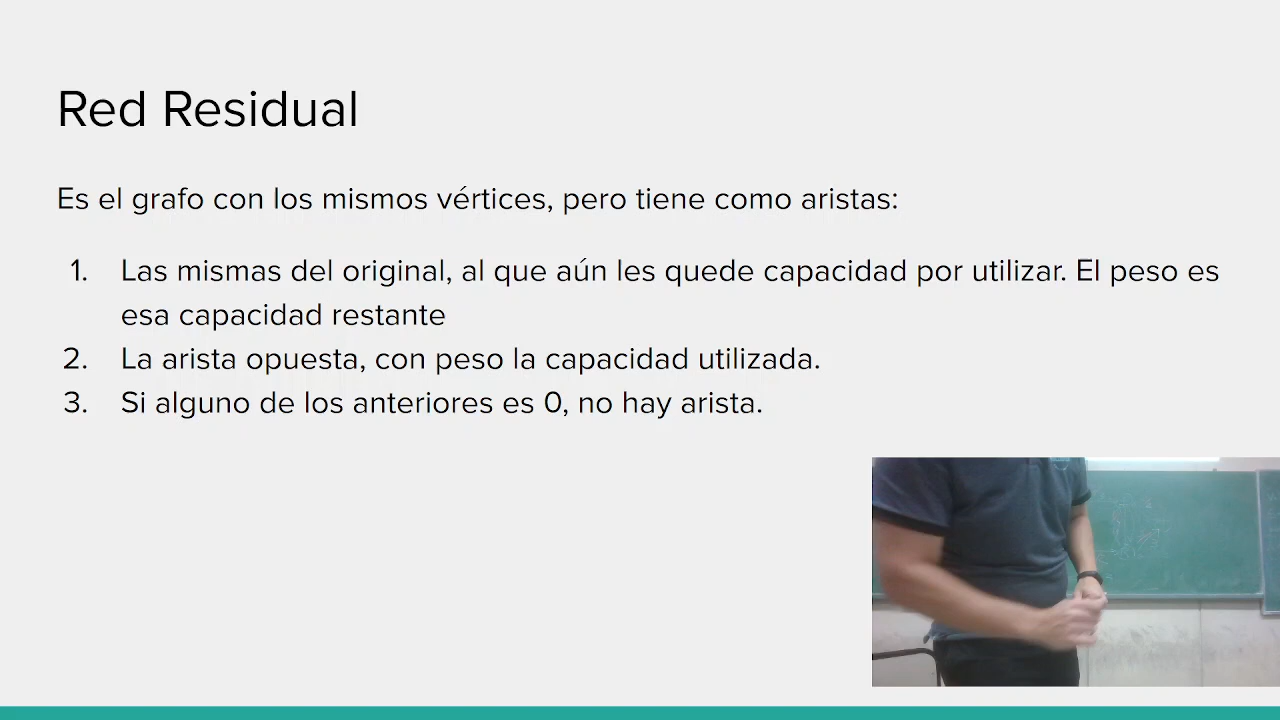 Red Residual
Es el grafo con los mismos vértices, pero tiene como aristas:
1. Las mismas del original, al que aún les quede capacidad por utilizar. El peso es
esa capacidad restante
2. La arista opuesta, con peso la capacidad utilizada.
3. Si alguno de los anteriores es 0, no hay arista.